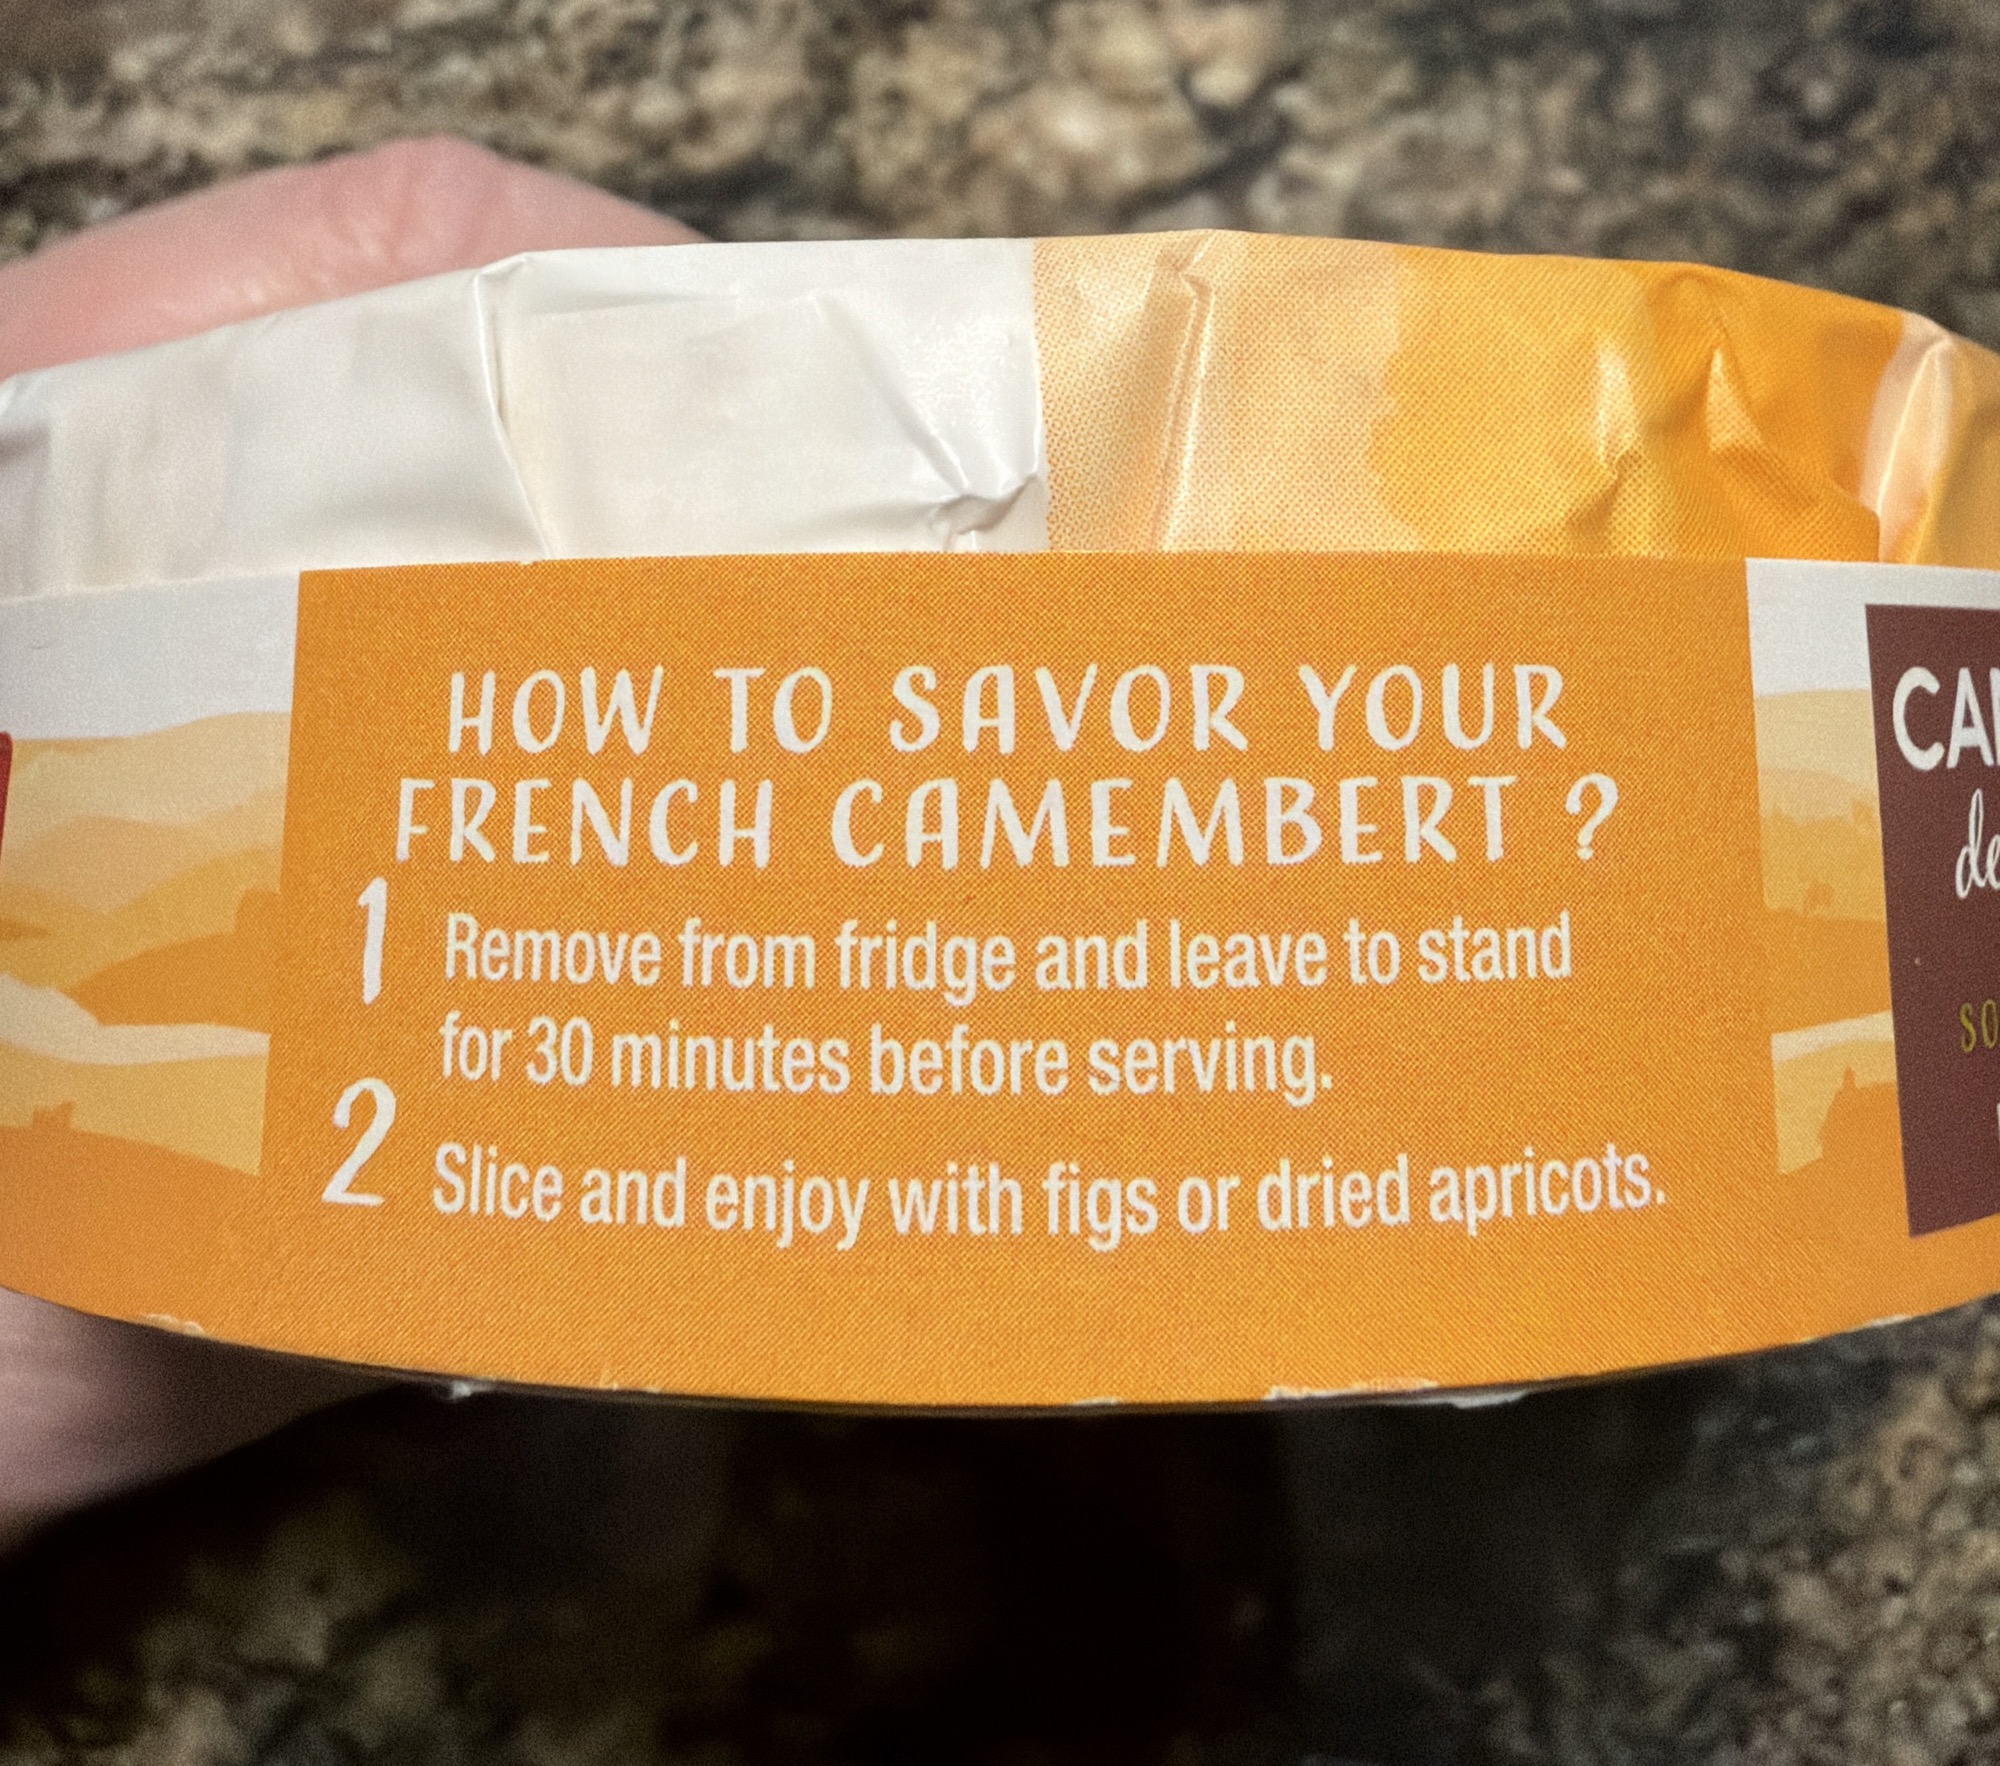 HOW TO SAVOR YOUR
FRENCH CAMEMBERT ?
1 Remove from fridge and leave to stand
for 30 minutes before serving.
2 Slice and enjoy with figs or dried apricots.
de